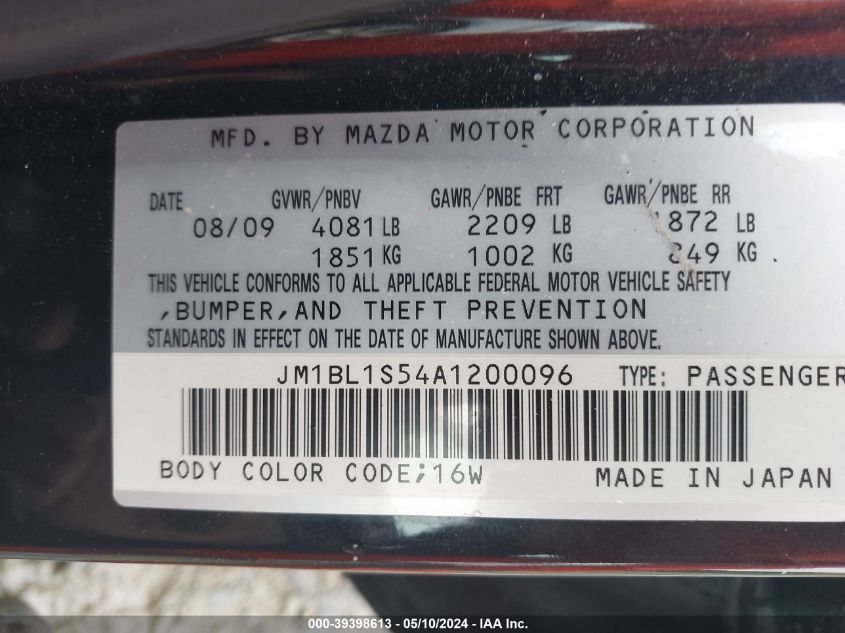 MFD. BY MAZDA MOTOR CORPORATION
DATE GVWR/PNBV GAWR/PNBE FRT GAWR/PNBE RR
08/09 4081 LB 2209 LB 1872 LB
1851 KG 1002 KG 849 KG .
THIS VEHICLE CONFORMS TO ALL APPLICABLE FEDERAL MOTOR VEHICLE SAFETY
,BUMPER,AND THEFT PREVENTION
STANDARDS IN EFFECT ON THE DATE OF MANUFACTURE SHOWN ABOVE.
JM1BL1S54A1200096 TYPE: PASSENGER
BODY COLOR CODE;16W MADE IN JAPAN
000-39398613 - 05/10/2024 - IAA Inc.